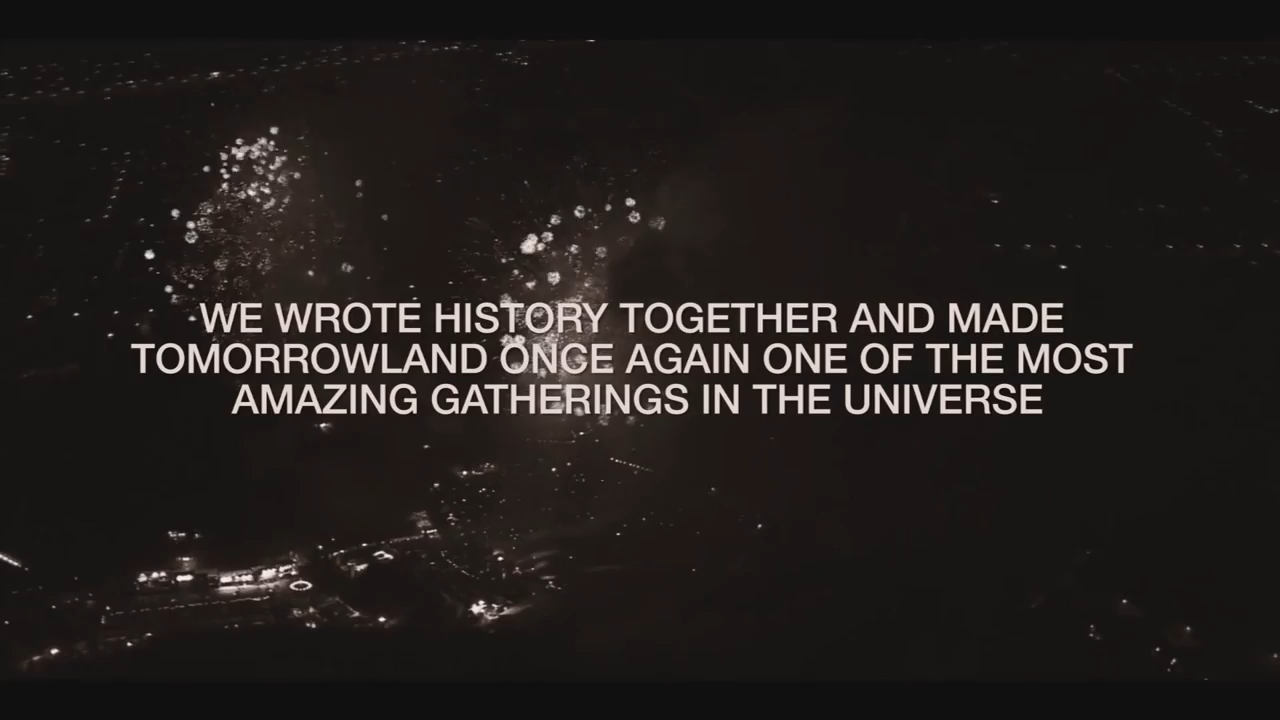 WE WROTE HISTORY TOGETHER AND MADE
TOMORROWLAND ONCE AGAIN ONE OF THE MOST
AMAZING GATHERINGS IN THE UNIVERSE